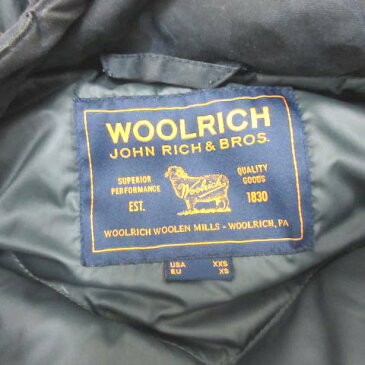 WOOLRICH
JOHN RICH & BROS.
SUPERIOR PERFORMANCE
QUALITY GOODS
Woolrich
EST.
1830
WOOLRICH WOOLEN MILLS - WOOLRICH, PA
USA XXS
EU XS